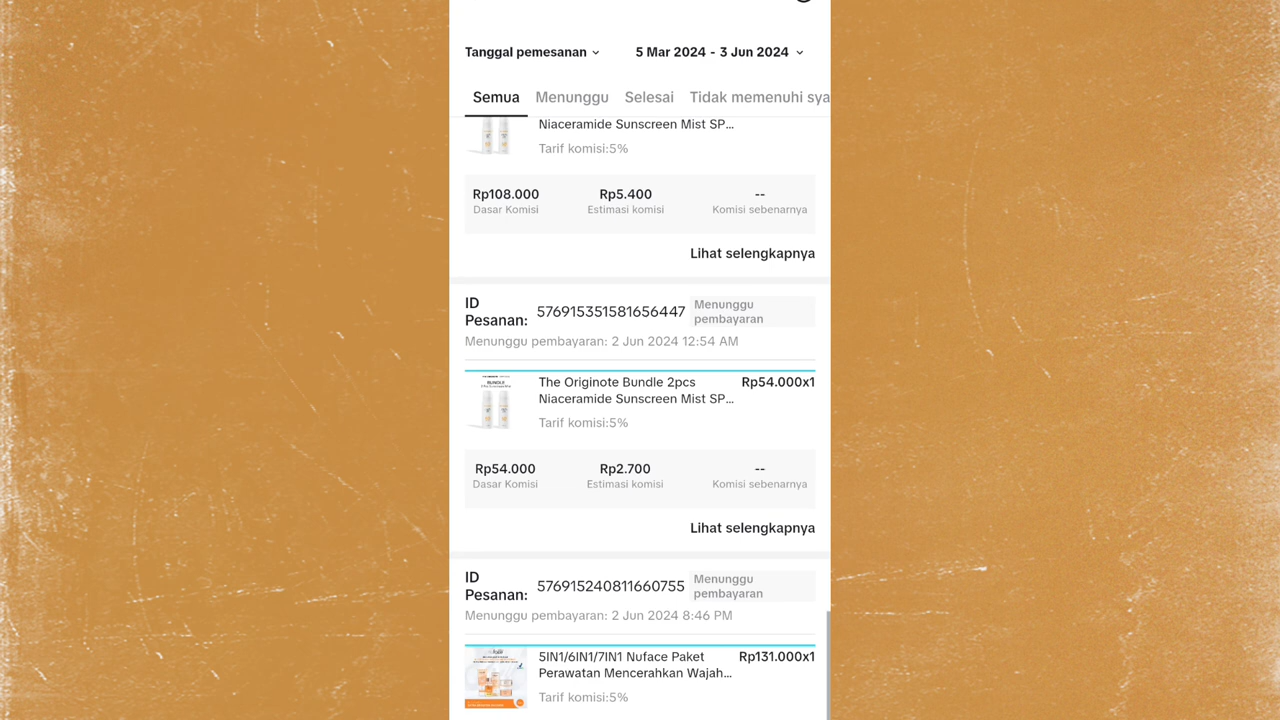 Tanggal pemesanan
5 Mar 2024 - 3 Jun 2024
Semua
Menunggu
Selesai
Tidak memenuhi sya
Niaceramide Sunscreen Mist SP...
Tarif komisi:5%
Rp108.000
Rp5.400
--
Dasar Komisi
Estimasi komisi
Komisi sebenarnya
Lihat selengkapnya
ID
Pesanan:
576915351581656447
Menunggu
pembayaran
Menunggu pembayaran: 2 Jun 2024 12:54 AM
BUNDLE
The Originote Bundle 2pcs
Rp54.000x1
Niaceramide Sunscreen Mist SP...
Tarif komisi:5%
Rp54.000
Rp2.700
--
Dasar Komisi
Estimasi komisi
Komisi sebenarnya
Lihat selengkapnya
ID
Pesanan:
576915240811660755
Menunggu
pembayaran
Menunggu pembayaran: 2 Jun 2024 8:46 PM
5IN1/6IN1/7IN1 Nuface Paket
Rp131.000x1
Perawatan Mencerahkan Wajah...
Tarif komisi:5%